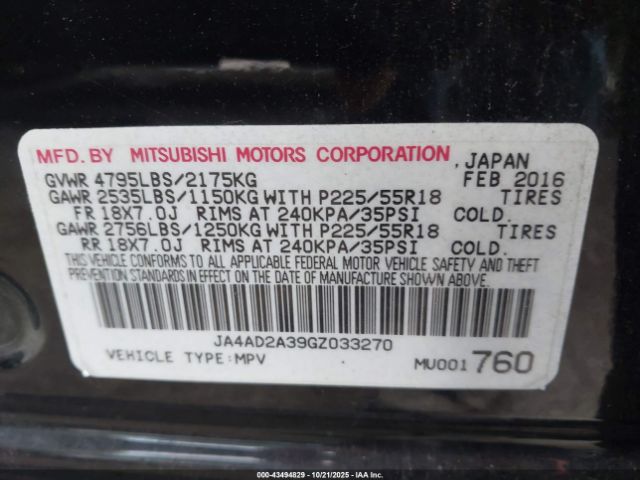 MFD. BY MITSUBISHI MOTORS CORPORATION, JAPAN
GVWR 4795LBS/2175KG FEB 2016
GAWR 2535LBS/1150KG WITH P225/55R18 TIRES
FR 18X7.0J RIMS AT 240KPA/35PSI COLD.
GAWR 2756LBS/1250KG WITH P225/55R18 TIRES
RR 18X7.0J RIMS AT 240KPA/35PSI COLD.
THIS VEHICLE CONFORMS TO ALL APPLICABLE FEDERAL MOTOR VEHICLE SAFETY AND THEFT
PREVENTION STANDARDS IN EFFECT ON THE DATE OF MANUFACTURE SHOWN ABOVE.
JA4AD2A39GZ033270
VEHICLE TYPE:MPV MU001760
000-43494829 - 10/21/2025 - IAA Inc.